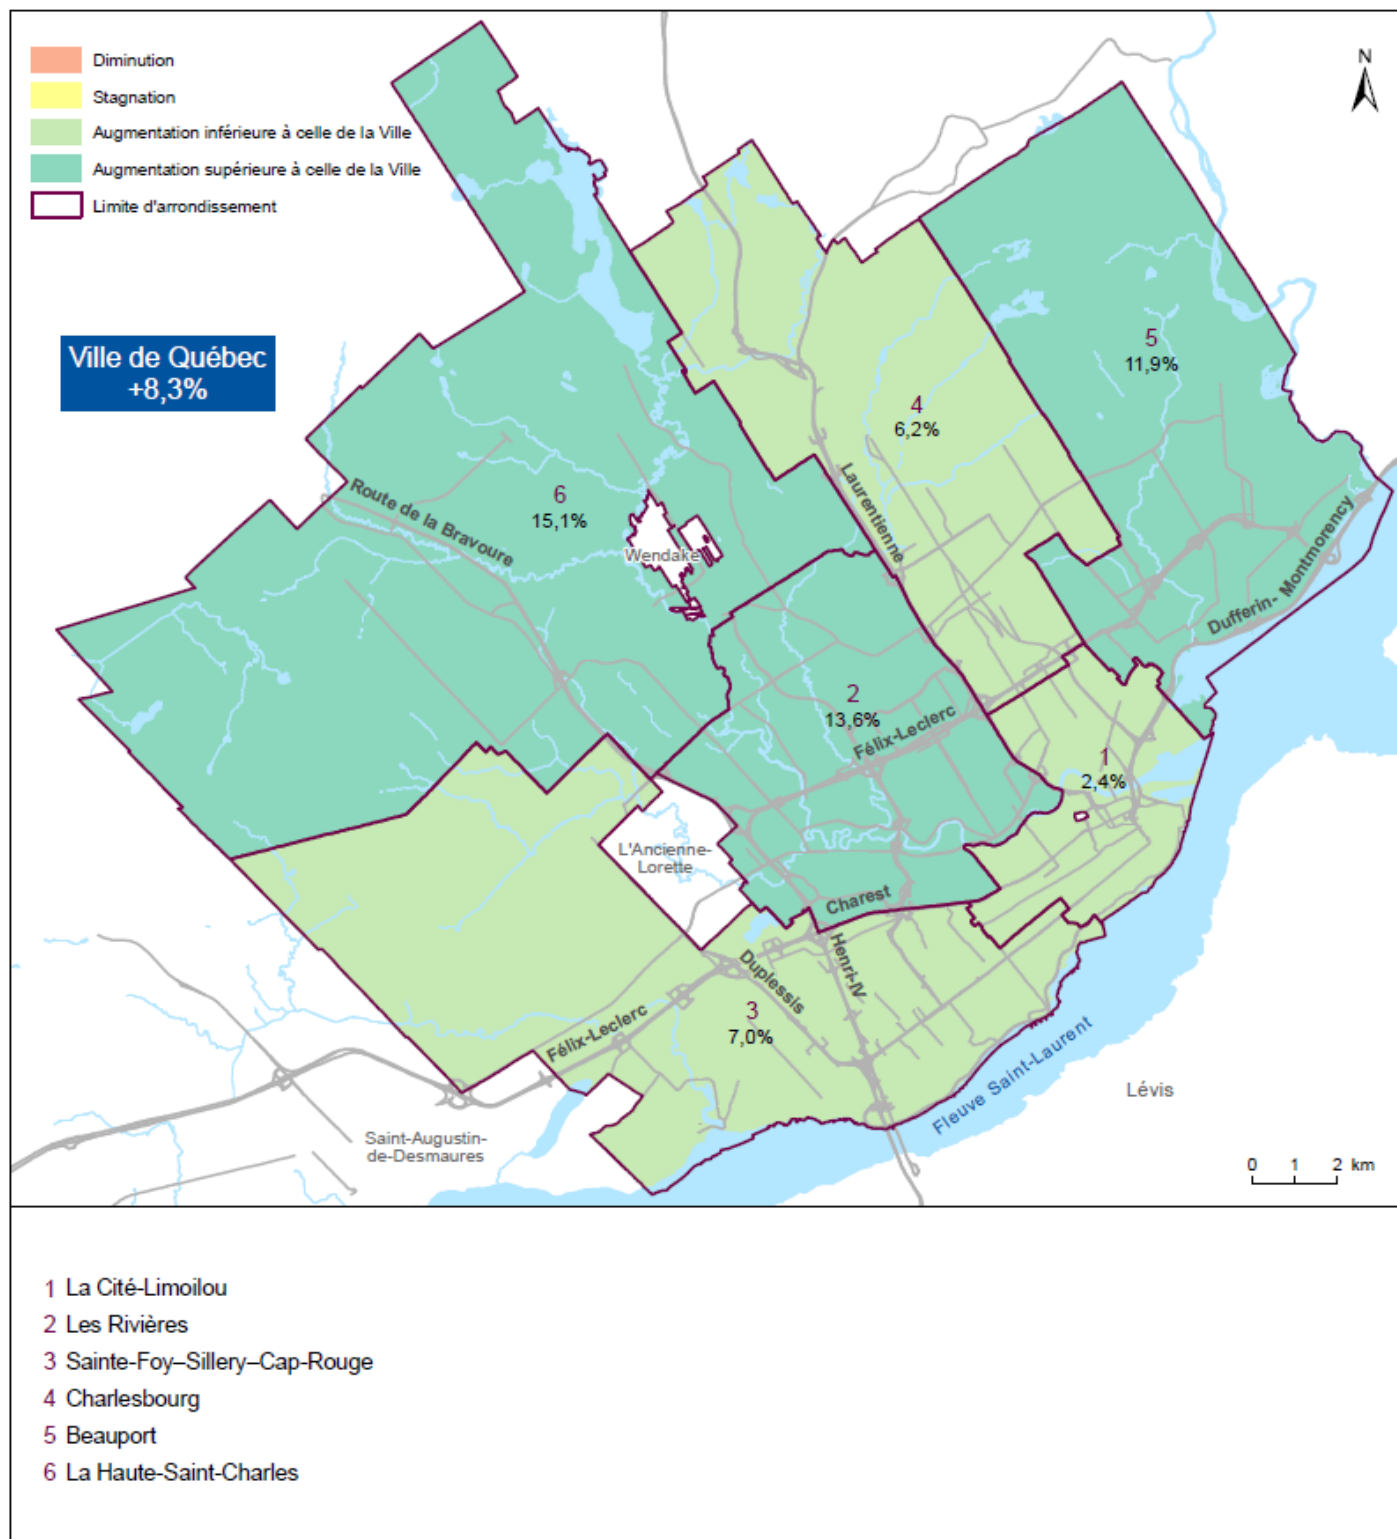 Diminution
Stagnation
Augmentation inférieure à celle de la Ville
Augmentation supérieure à celle de la Ville
Limite d'arrondissement
N
Ville de Québec
+8,3%
5
11,9%
4
6,2%
6
15,1%
Route de la Bravoure
Wendake
Laurentienne
Dufferin- Montmorency
2
13,6%
Félix-Leclerc
1
2,4%
L'Ancienne-
Lorette
Charest
Henri-IV
Duplessis
3
7,0%
Félix-Leclerc
Fleuve Saint-Laurent
Lévis
Saint-Augustin-
de-Desmaures
0 1 2 km
1 La Cité-Limoilou
2 Les Rivières
3 Sainte-Foy–Sillery–Cap-Rouge
4 Charlesbourg
5 Beauport
6 La Haute-Saint-Charles